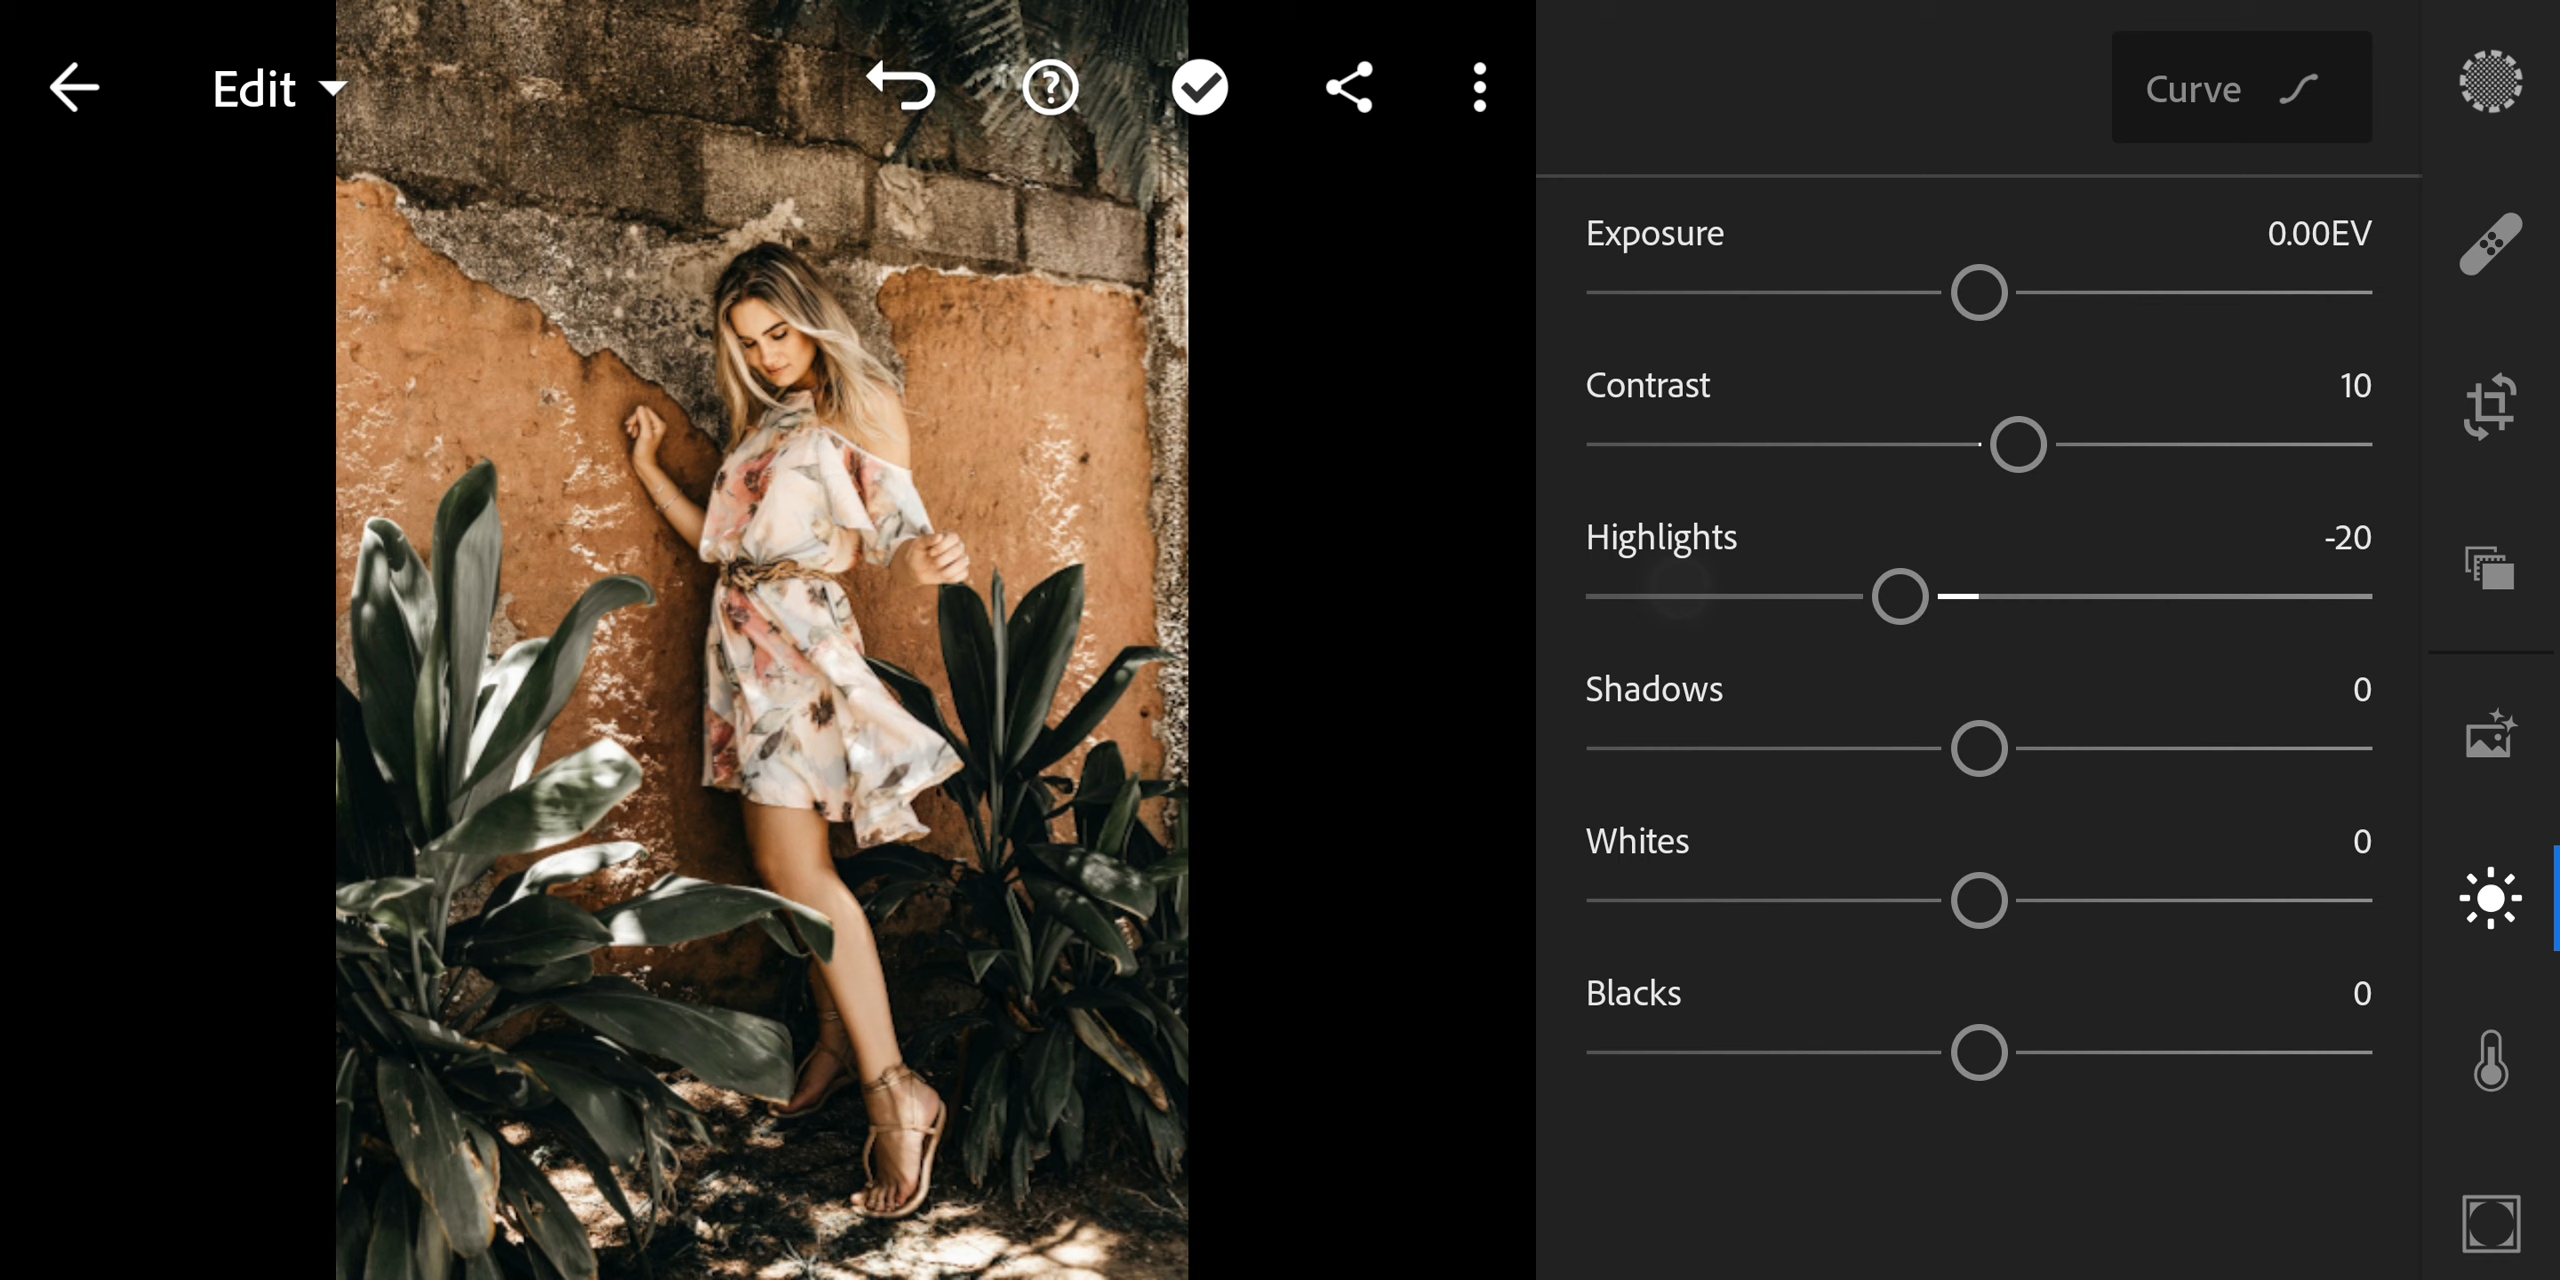 Edit
Curve
Exposure 0.00EV
Contrast 10
Highlights -20
Shadows 0
Whites 0
Blacks 0